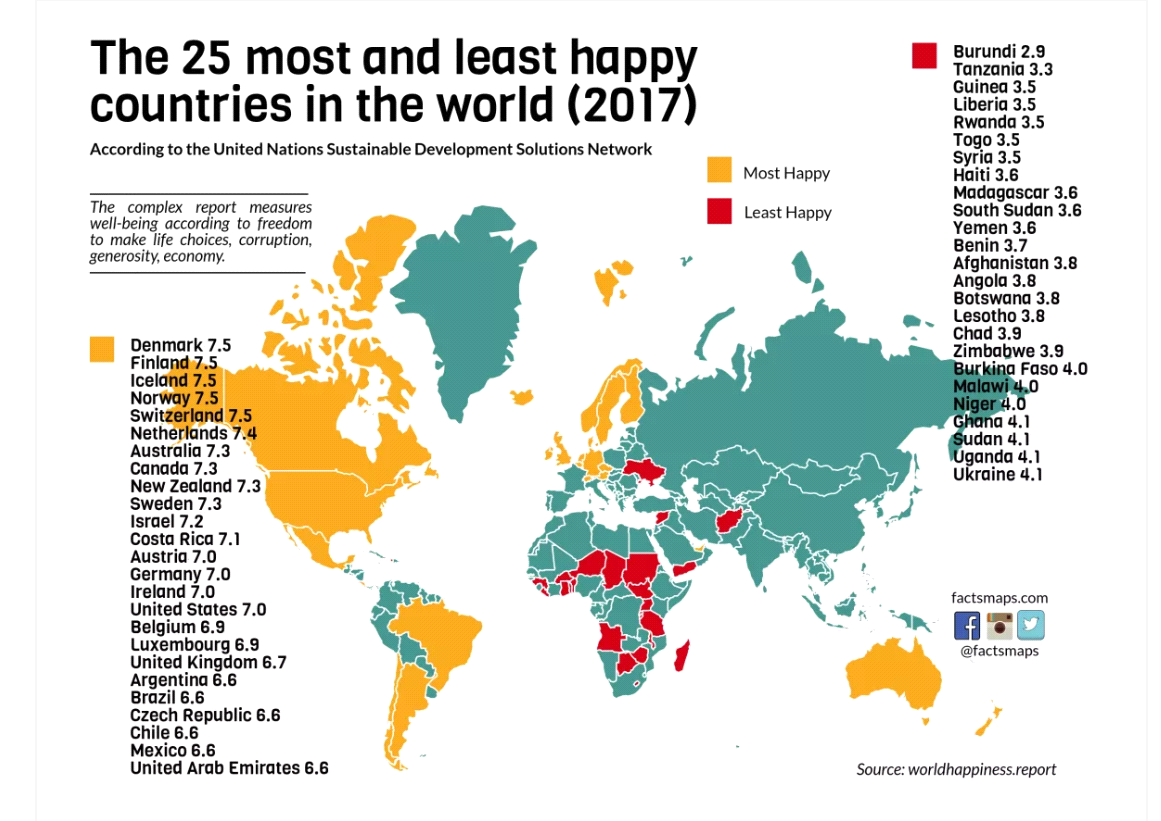 The 25 most and least happy
countries in the world (2017)
According to the United Nations Sustainable Development Solutions Network
The complex report measures
well-being according to freedom
to make life choices, corruption,
generosity, economy.
Most Happy
Least Happy
Denmark 7.5
Finland 7.5
Iceland 7.5
Norway 7.5
Switzerland 7.5
Netherlands 7.4
Australia 7.3
Canada 7.3
New Zealand 7.3
Sweden 7.3
Israel 7.2
Costa Rica 7.1
Austria 7.0
Germany 7.0
Ireland 7.0
United States 7.0
Belgium 6.9
Luxembourg 6.9
United Kingdom 6.7
Argentina 6.6
Brazil 6.6
Czech Republic 6.6
Chile 6.6
Mexico 6.6
United Arab Emirates 6.6
Burundi 2.9
Tanzania 3.3
Guinea 3.5
Liberia 3.5
Rwanda 3.5
Togo 3.5
Syria 3.5
Haiti 3.6
Madagascar 3.6
South Sudan 3.6
Yemen 3.6
Benin 3.7
Afghanistan 3.8
Angola 3.8
Botswana 3.8
Lesotho 3.8
Chad 3.9
Zimbabwe 3.9
Burkina Faso 4.0
Malawi 4.0
Niger 4.0
Ghana 4.1
Sudan 4.1
Uganda 4.1
Ukraine 4.1
factsmaps.com
@factsmaps
Source: worldhappiness.report